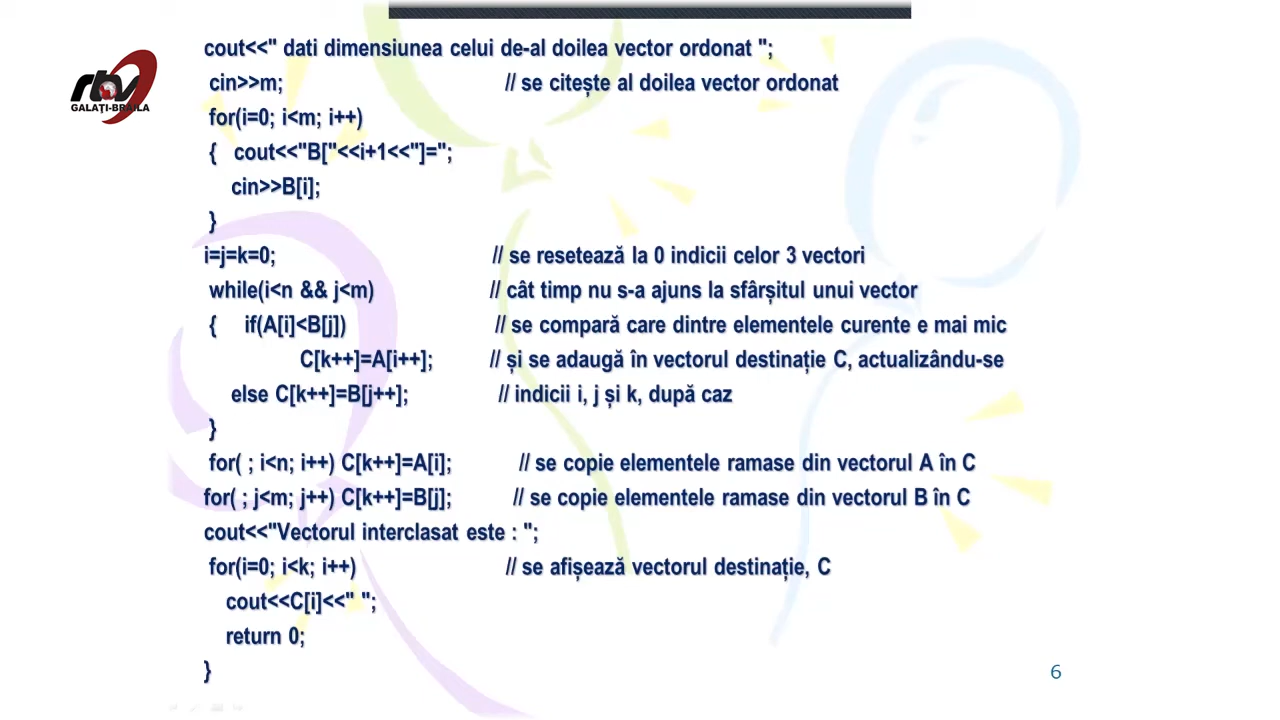 rtv
GALAȚI-BRĂILA
cout<<" dati dimensiunea celui de-al doilea vector ordonat ";
cin>>m; // se citește al doilea vector ordonat
for(i=0; i<m; i++)
{ cout<<"B["<<i+1<<"]=";
cin>>B[i];
}
i=j=k=0; // se resetează la 0 indicii celor 3 vectori
while(i<n && j<m) // cât timp nu s-a ajuns la sfârșitul unui vector
{ if(A[i]<B[j]) // se compară care dintre elementele curente e mai mic
C[k++]=A[i++]; // și se adaugă în vectorul destinație C, actualizându-se
else C[k++]=B[j++]; // indicii i, j și k, după caz
}
for( ; i<n; i++) C[k++]=A[i]; // se copie elementele ramase din vectorul A în C
for( ; j<m; j++) C[k++]=B[j]; // se copie elementele ramase din vectorul B în C
cout<<"Vectorul interclasat este : ";
for(i=0; i<k; i++) // se afișează vectorul destinație, C
cout<<C[i]<<" ";
return 0;
}
6